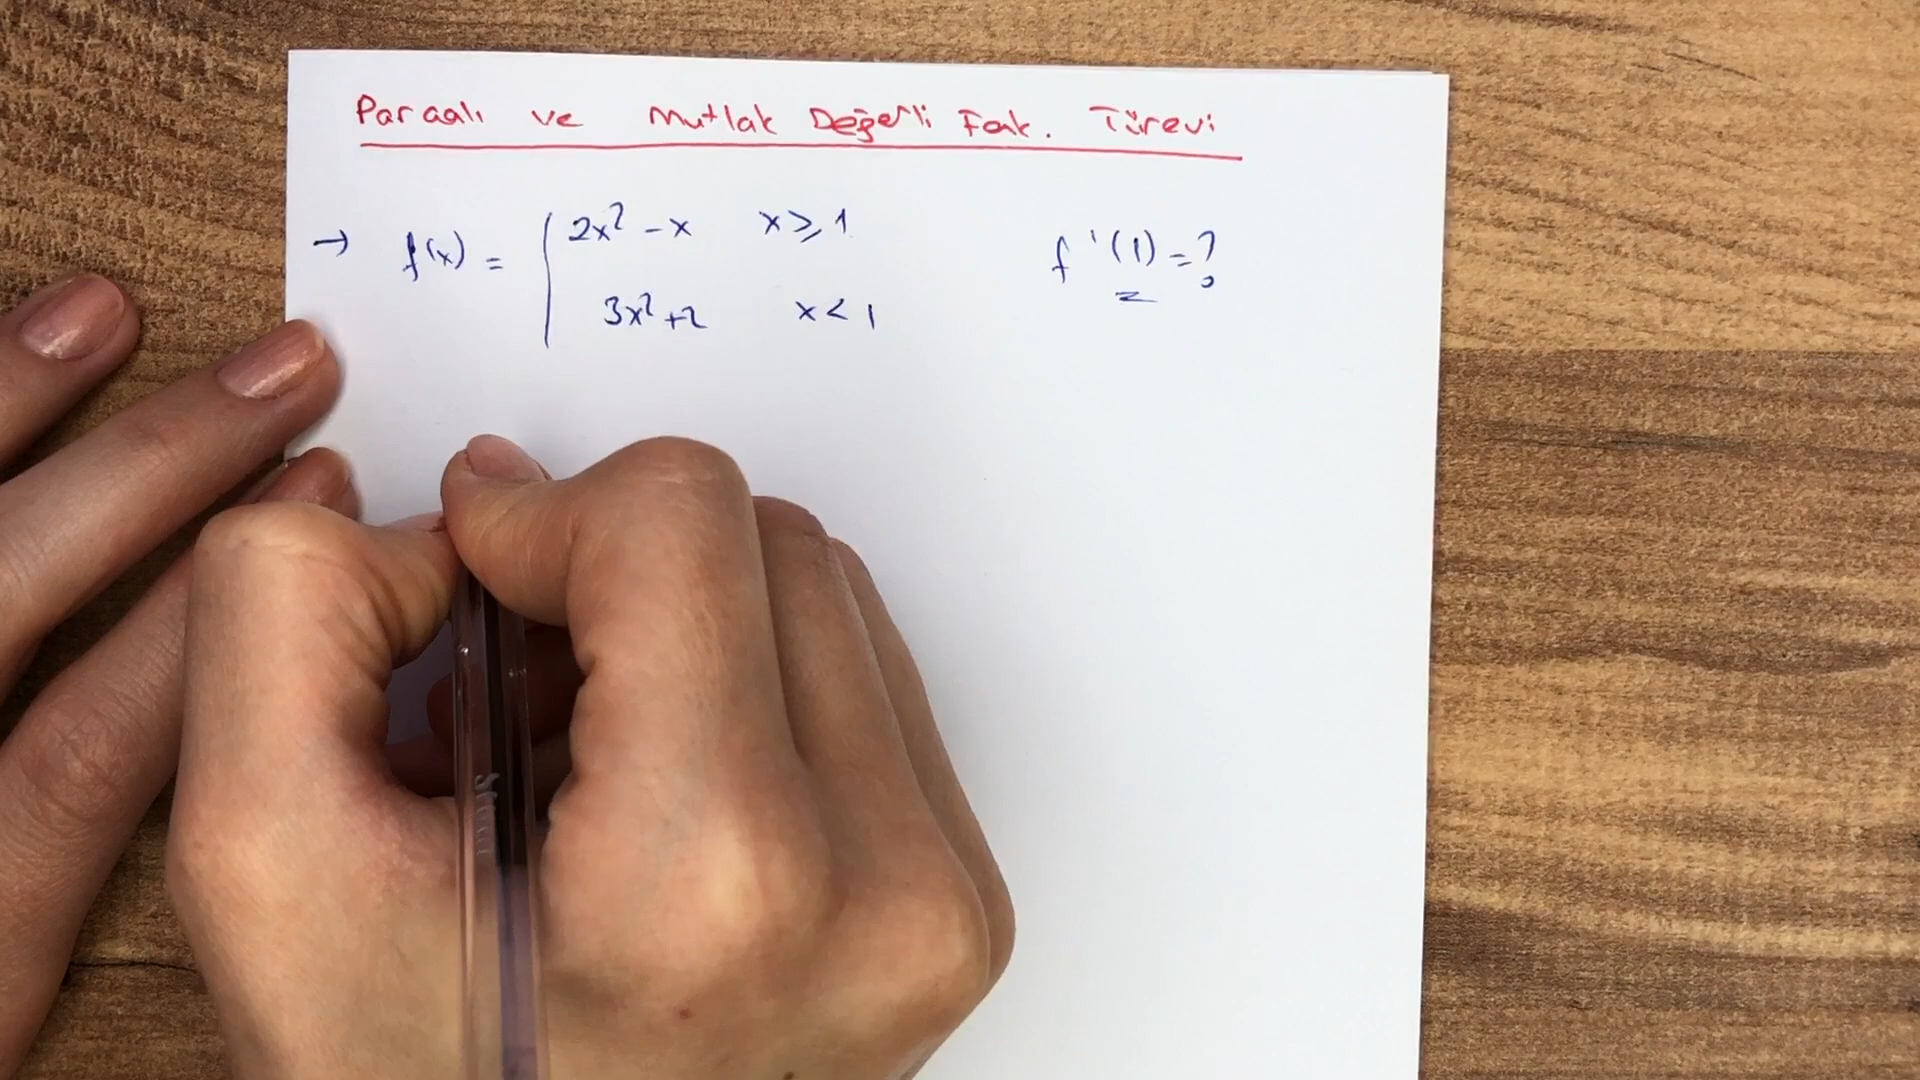 Parçalı ve Mutlak Değerli Fonk. Türevi
→ f(x) = | 2x² - x x ≥ 1 f'(1) = ?
3x² + 2 x < 1